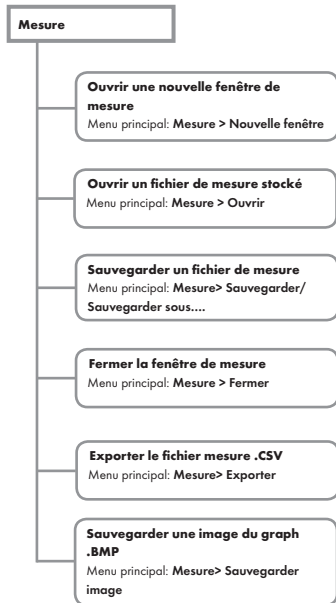 Mesure
Ouvrir une nouvelle fenêtre de
mesure
Menu principal: Mesure > Nouvelle fenêtre
Ouvrir un fichier de mesure stocké
Menu principal: Mesure > Ouvrir
Sauvegarder un fichier de mesure
Menu principal: Mesure> Sauvegarder/
Sauvegarder sous....
Fermer la fenêtre de mesure
Menu principal: Mesure > Fermer
Exporter le fichier mesure .CSV
Menu principal: Mesure> Exporter
Sauvegarder une image du graph
.BMP
Menu principal: Mesure> Sauvegarder
image